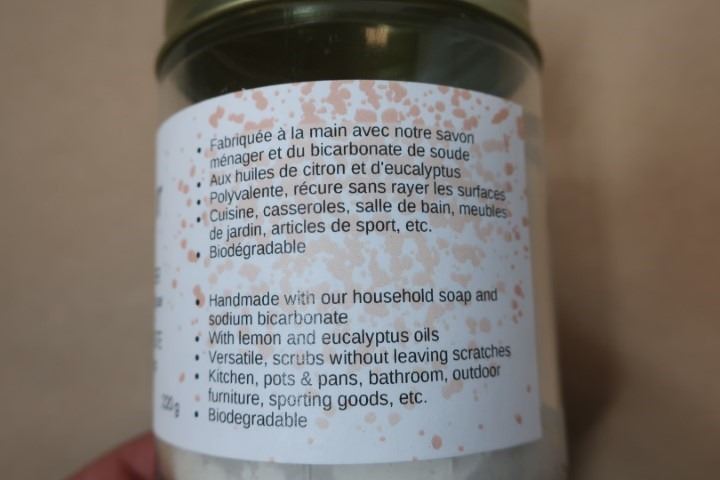 • Fabriquée à la main avec notre savon
ménager et du bicarbonate de soude
• Aux huiles de citron et d'eucalyptus
• Polyvalente, récure sans rayer les surfaces
• Cuisine, casseroles, salle de bain, meubles
de jardin, articles de sport, etc.
• Biodégradable
• Handmade with our household soap and
sodium bicarbonate
• With lemon and eucalyptus oils
• Versatile, scrubs without leaving scratches
• Kitchen, pots & pans, bathroom, outdoor
furniture, sporting goods, etc.
• Biodegradable
220 g